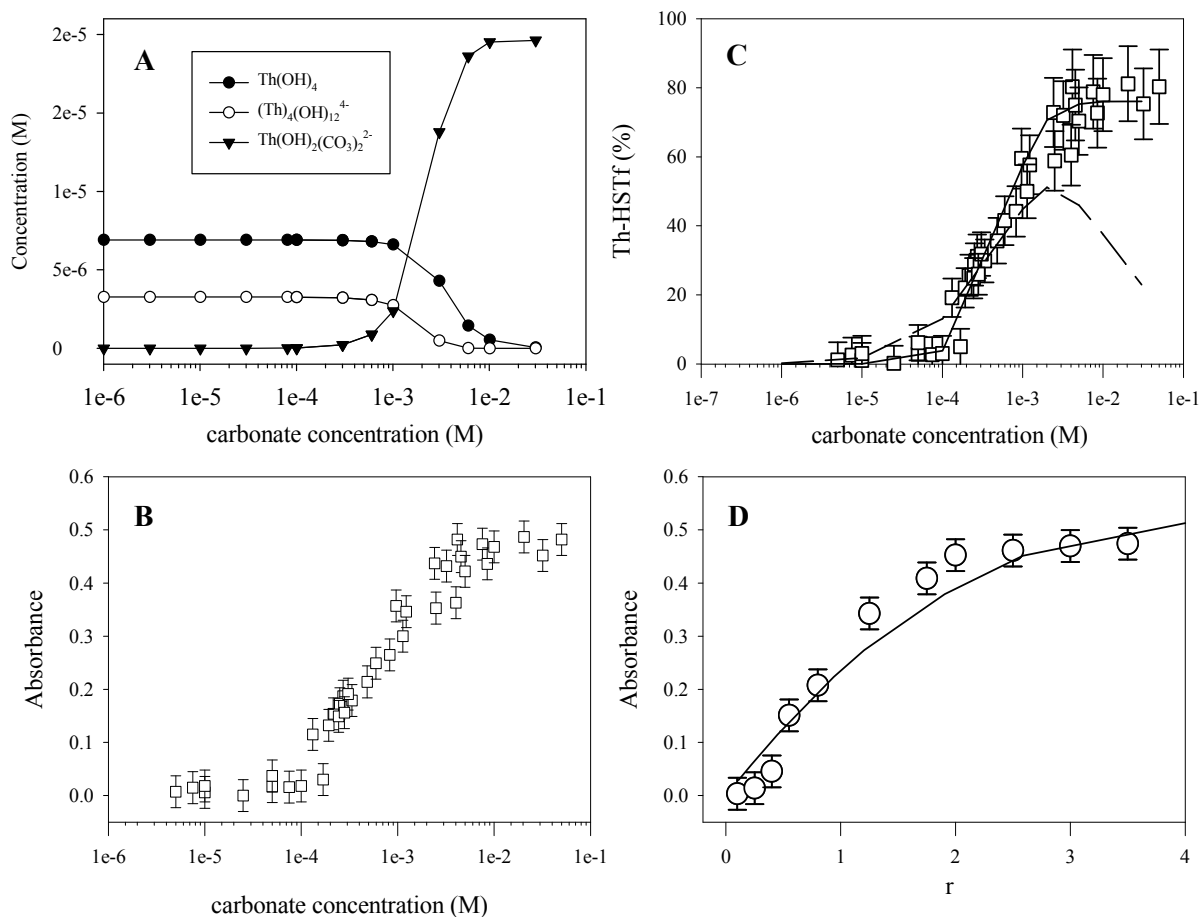 A
Concentration (M)
2e-5
2e-5
1e-5
5e-6
0
Th(OH)4
(Th)4(OH)12 4-
Th(OH)2(CO3)2 2-
1e-6 1e-5 1e-4 1e-3 1e-2 1e-1
carbonate concentration (M)
C
Th-HSTf (%)
100
80
60
40
20
0
1e-7 1e-6 1e-5 1e-4 1e-3 1e-2 1e-1
carbonate concentration (M)
B
Absorbance
0.6
0.5
0.4
0.3
0.2
0.1
0.0
1e-6 1e-5 1e-4 1e-3 1e-2 1e-1
carbonate concentration (M)
D
Absorbance
0.6
0.5
0.4
0.3
0.2
0.1
0.0
0 1 2 3 4
r